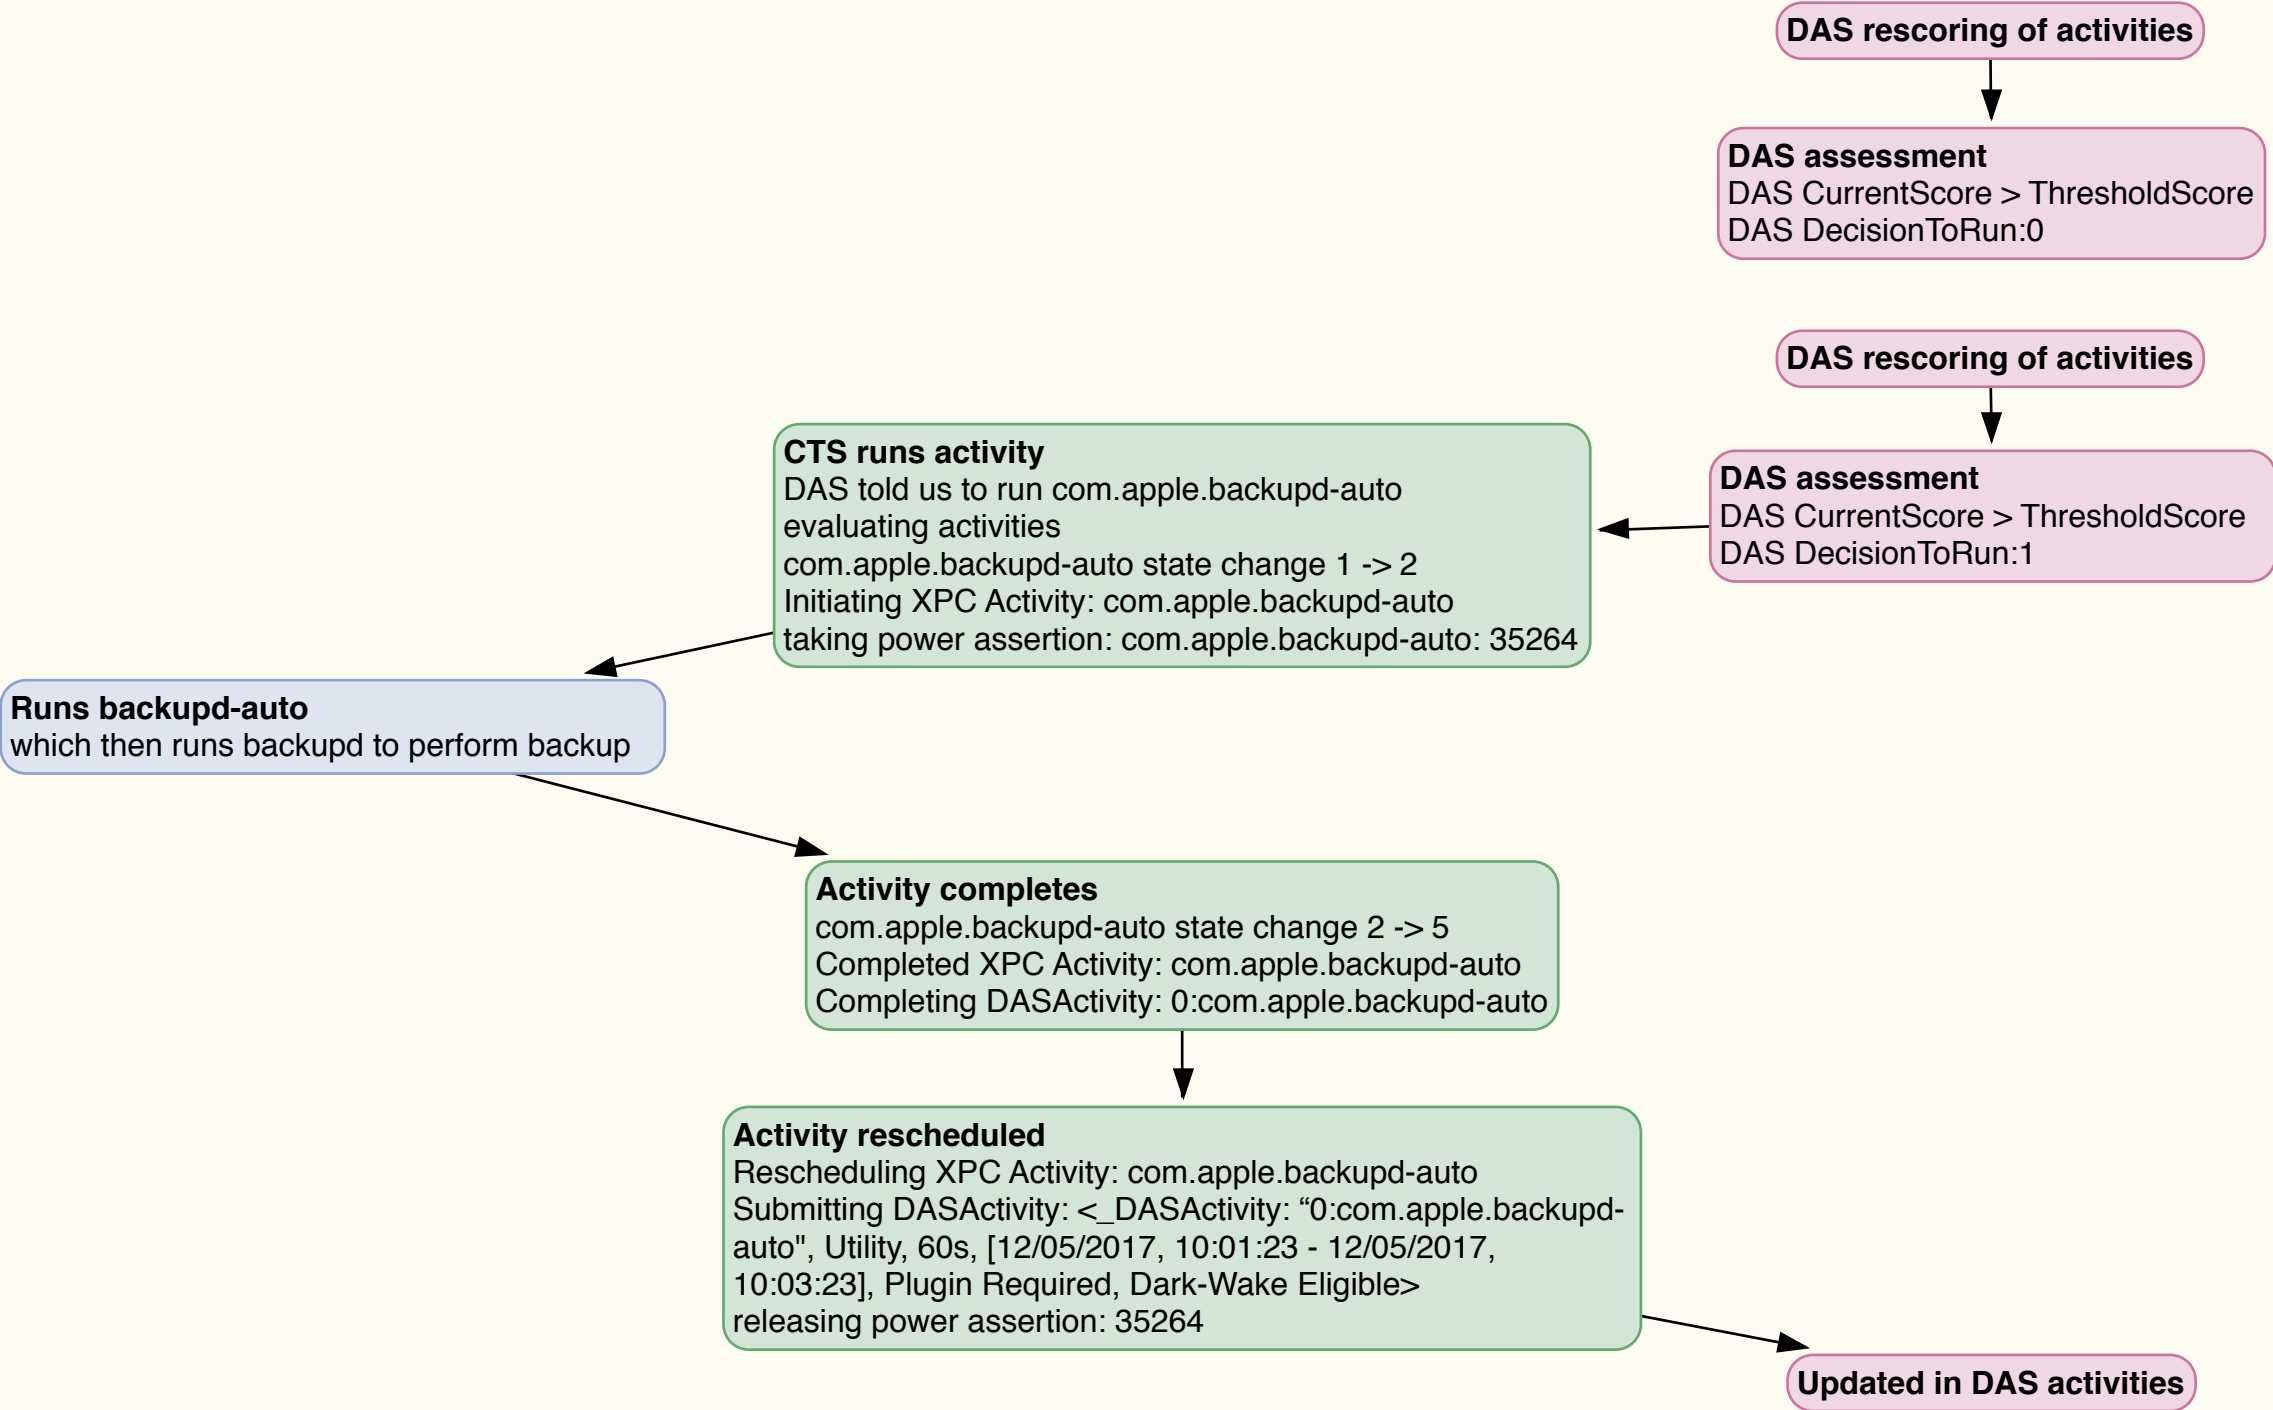 DAS rescoring of activities
DAS assessment
DAS CurrentScore > ThresholdScore
DAS DecisionToRun:0
DAS rescoring of activities
DAS assessment
DAS CurrentScore > ThresholdScore
DAS DecisionToRun:1
CTS runs activity
DAS told us to run com.apple.backupd-auto
evaluating activities
com.apple.backupd-auto state change 1 -> 2
Initiating XPC Activity: com.apple.backupd-auto
taking power assertion: com.apple.backupd-auto: 35264
Runs backupd-auto
which then runs backupd to perform backup
Activity completes
com.apple.backupd-auto state change 2 -> 5
Completed XPC Activity: com.apple.backupd-auto
Completing DASActivity: 0:com.apple.backupd-auto
Activity rescheduled
Rescheduling XPC Activity: com.apple.backupd-auto
Submitting DASActivity: <_DASActivity: “0:com.apple.backupd-
auto", Utility, 60s, [12/05/2017, 10:01:23 - 12/05/2017,
10:03:23], Plugin Required, Dark-Wake Eligible>
releasing power assertion: 35264
Updated in DAS activities